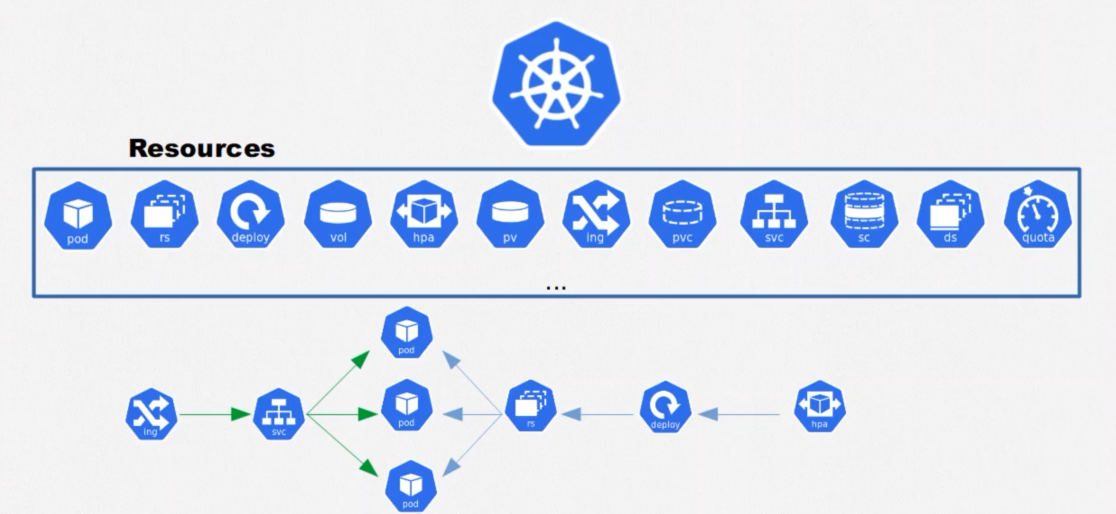 Resources
pod rs deploy vol hpa pv ing pvc svc sc ds quota
...
pod
ing svc pod rs deploy hpa
pod